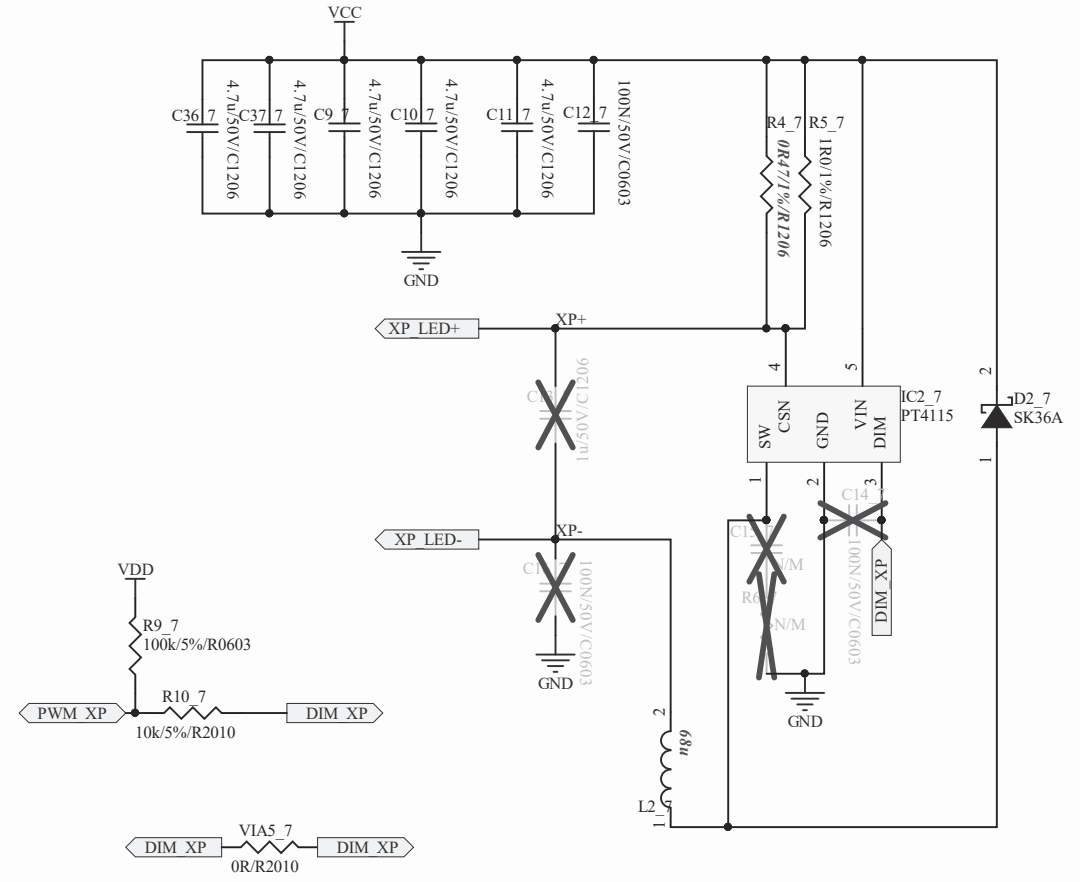 VCC
C36_7
4.7u/50V/C1206
C37_7
4.7u/50V/C1206
C9_7
4.7u/50V/C1206
C10_7
4.7u/50V/C1206
C11_7
4.7u/50V/C1206
C12_7
100N/50V/C0603
GND
R4_7
0R47/1%/R1206
R5_7
1R0/1%/R1206
XP_LED+
XP+
1u/50V/C1206
4
5
CSN
VIN
SW
GND
DIM
IC2_7
PT4115
1
2
3
2
D2_7
SK36A
1
XP_LED-
XP-
100N/50V/C0603
GND
C14_7
100N/50V/C0603
N/M
N/M
DIM_XP
GND
VDD
R9_7
100k/5%/R0603
PWM_XP
R10_7
10k/5%/R2010
DIM_XP
2
68u
L2_7
1
DIM_XP
VIA5_7
0R/R2010
DIM_XP